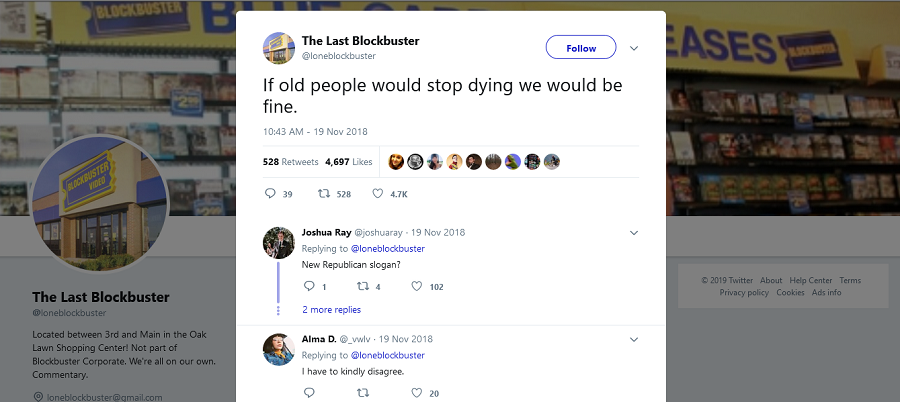 BLUE
EASES
BLOCKBUSTER
The Last Blockbuster
@loneblockbuster
Follow
If old people would stop dying we would be
fine.
10:43 AM - 19 Nov 2018
528 Retweets 4,697 Likes
39 528 4.7K
Joshua Ray @joshuaray · 19 Nov 2018
Replying to @loneblockbuster
New Republican slogan?
1 4 102
2 more replies
Alma D. @_vwlv · 19 Nov 2018
Replying to @loneblockbuster
I have to kindly disagree.
20
BLOCKBUSTER
VIDEO
The Last Blockbuster
@loneblockbuster
Located between 3rd and Main in the Oak
Lawn Shopping Center! Not part of
Blockbuster Corporate. We're all on our own.
Commentary.
loneblockbuster@gmail.com
© 2019 Twitter About Help Center Terms
Privacy policy Cookies Ads info